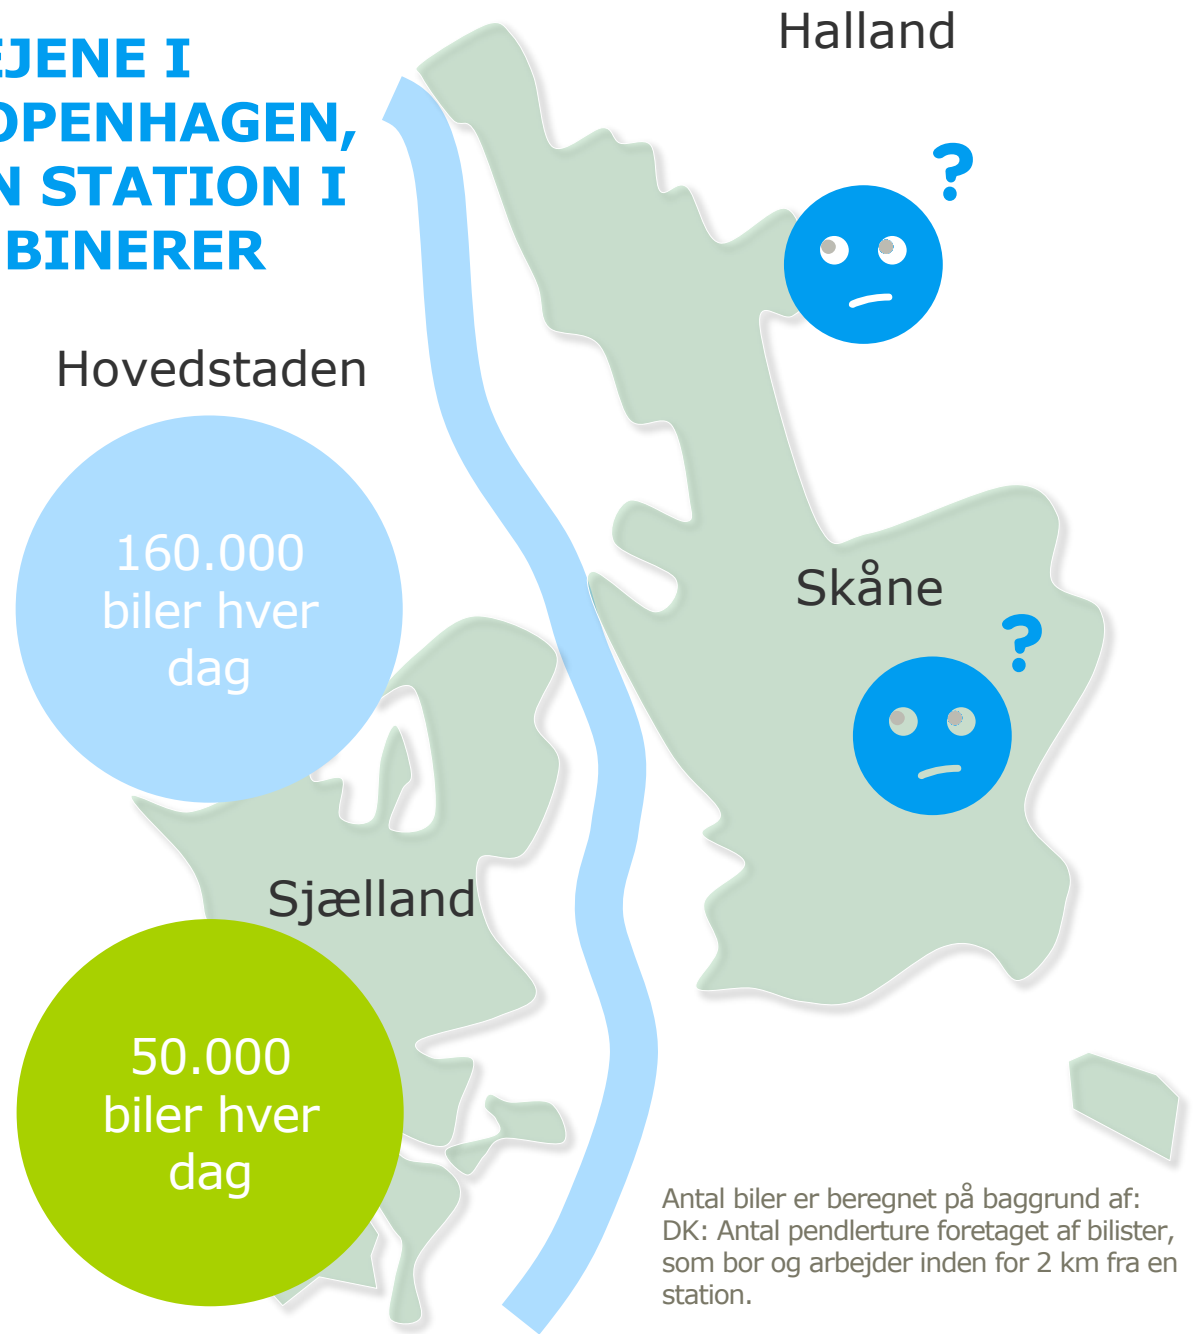 Halland
EJENE I
OPENHAGEN,
N STATION I
BINERER
Hovedstaden
160.000
biler hver
dag
Skåne
?
?
Sjælland
50.000
biler hver
dag
Antal biler er beregnet på baggrund af:
DK: Antal pendlerture foretaget af bilister,
som bor og arbejder inden for 2 km fra en
station.